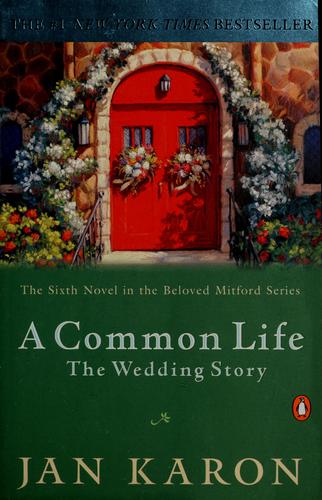 THE #1 NEW YORK TIMES BESTSELLER
The Sixth Novel in the Beloved Mitford Series
A Common Life
The Wedding Story
JAN KARON